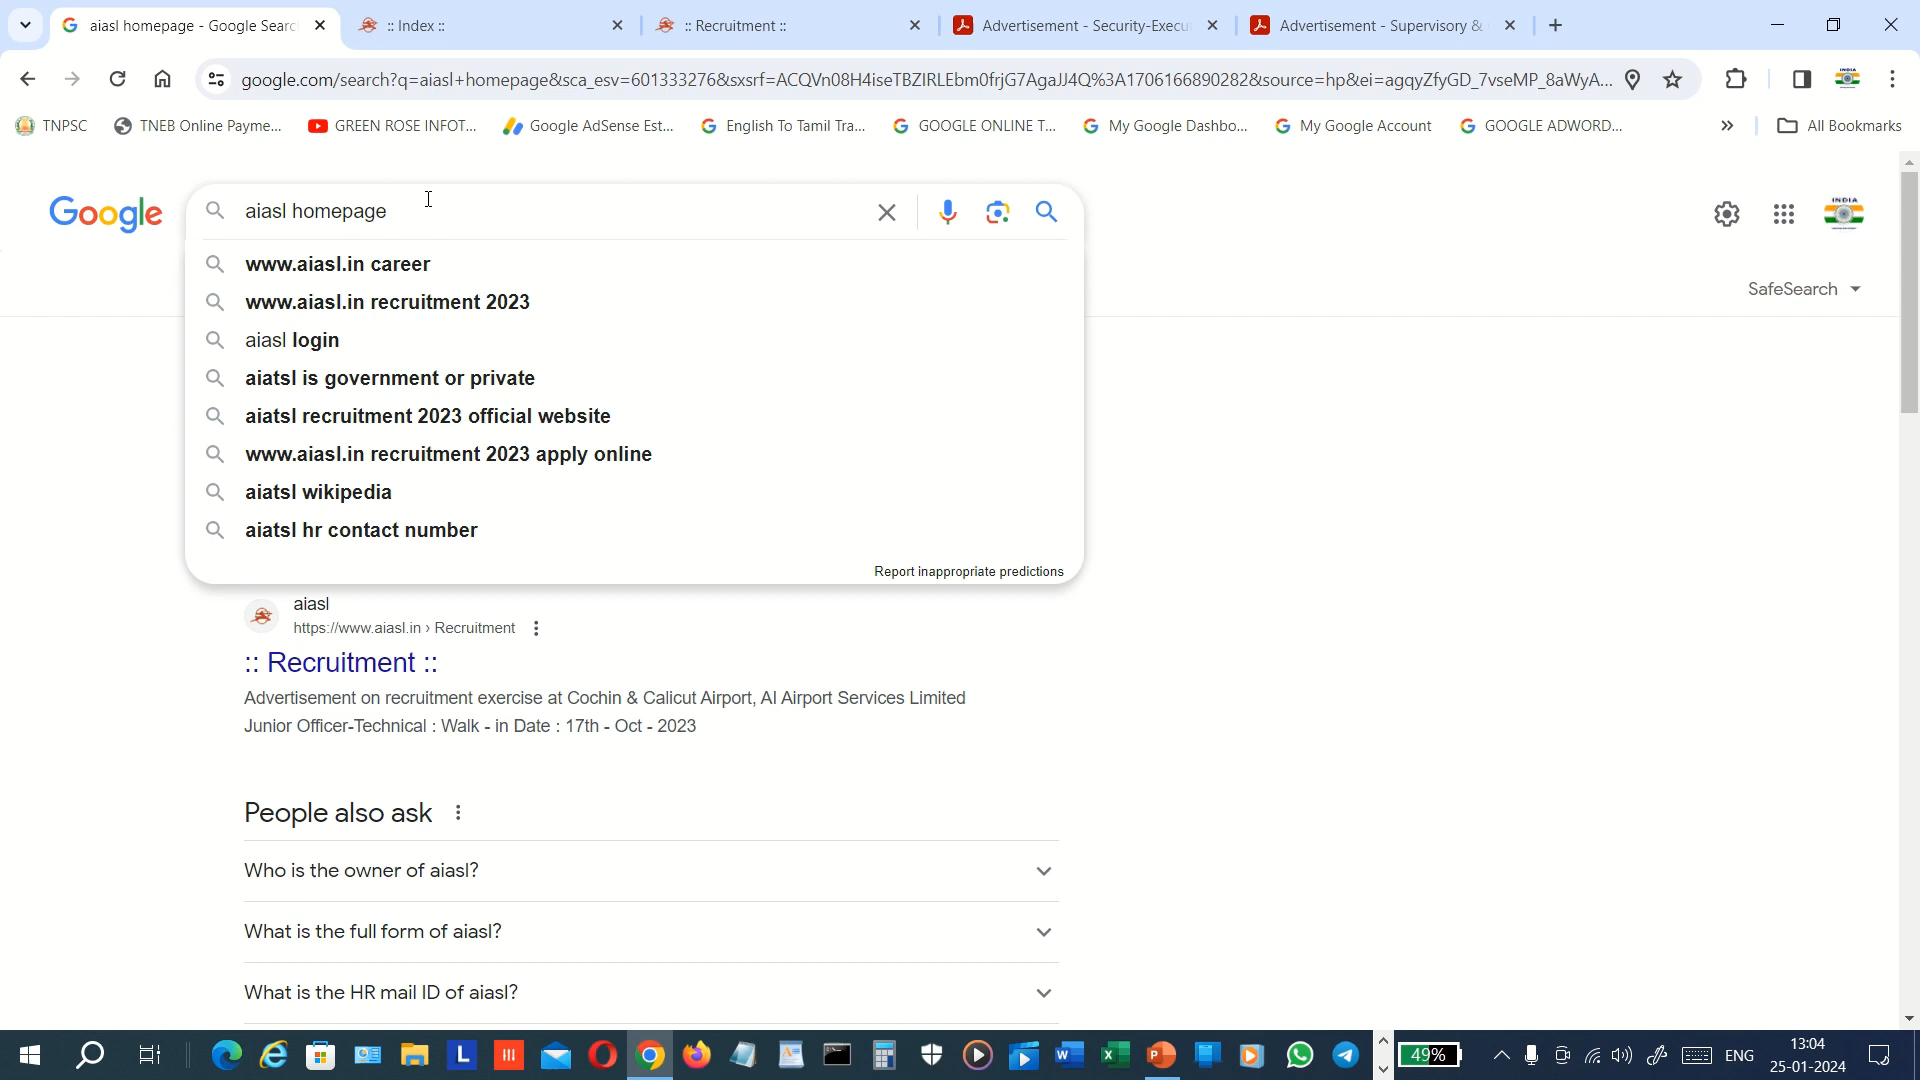 aiasl homepage - Google Searc
:: Index ::
:: Recruitment ::
Advertisement - Security-Execu
Advertisement - Supervisory &
google.com/search?q=aiasl+homepage&sca_esv=601333276&sxsrf=ACQVn08H4iseTBZIRLEbm0frjG7AgaJJ4Q%3A1706166890282&source=hp&ei=agqyZfyGD_7vseMP_8aWyA...
TNPSC
TNEB Online Payme...
GREEN ROSE INFOT...
Google AdSense Est...
English To Tamil Tra...
GOOGLE ONLINE T...
My Google Dashbo...
My Google Account
GOOGLE ADWORD...
All Bookmarks
Google
aiasl homepage
INDIA
www.aiasl.in career
www.aiasl.in recruitment 2023
SafeSearch
aiasl login
aiatsl is government or private
aiatsl recruitment 2023 official website
www.aiasl.in recruitment 2023 apply online
aiatsl wikipedia
aiatsl hr contact number
Report inappropriate predictions
aiasl
https://www.aiasl.in › Recruitment
:: Recruitment ::
Advertisement on recruitment exercise at Cochin & Calicut Airport, AI Airport Services Limited
Junior Officer-Technical : Walk - in Date : 17th - Oct - 2023
People also ask
Who is the owner of aiasl?
What is the full form of aiasl?
What is the HR mail ID of aiasl?
49%
ENG
13:04
25-01-2024